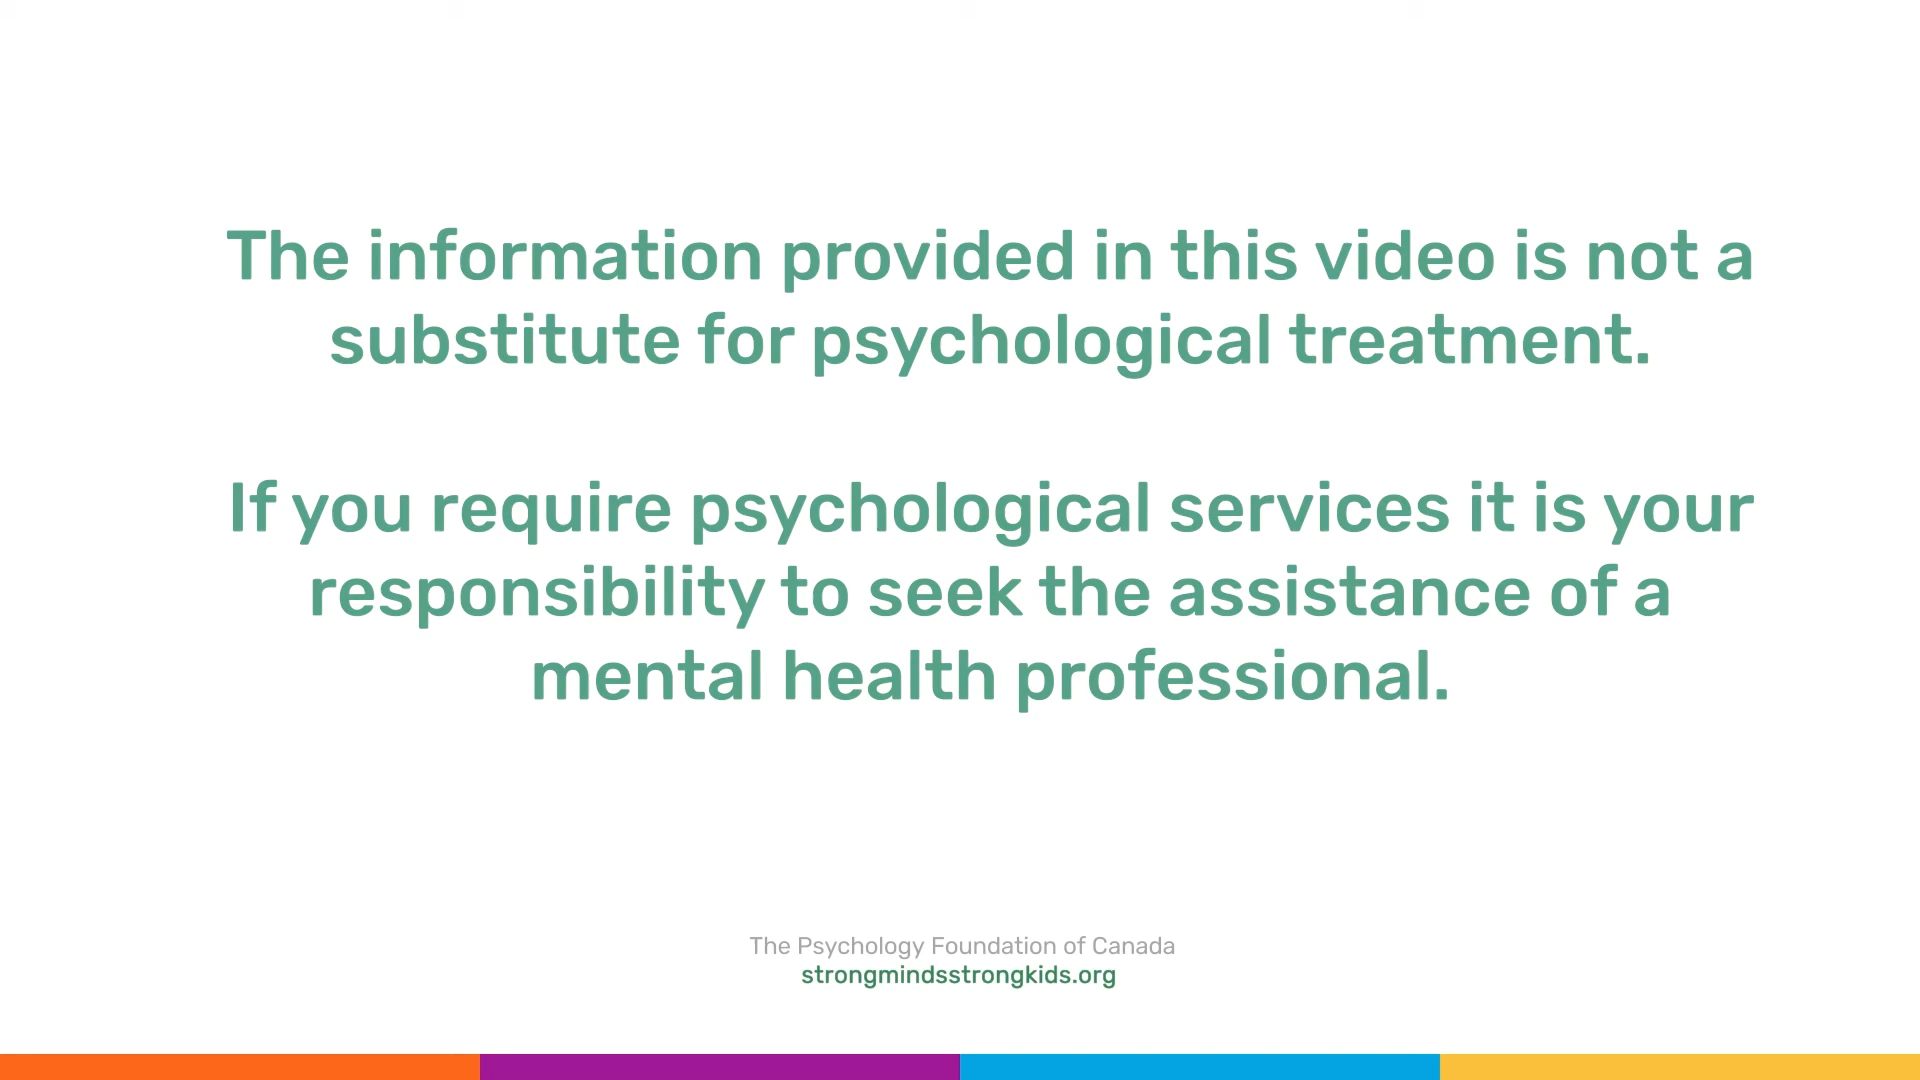 The information provided in this video is not a
substitute for psychological treatment.
If you require psychological services it is your
responsibility to seek the assistance of a
mental health professional.
The Psychology Foundation of Canada
strongmindsstrongkids.org